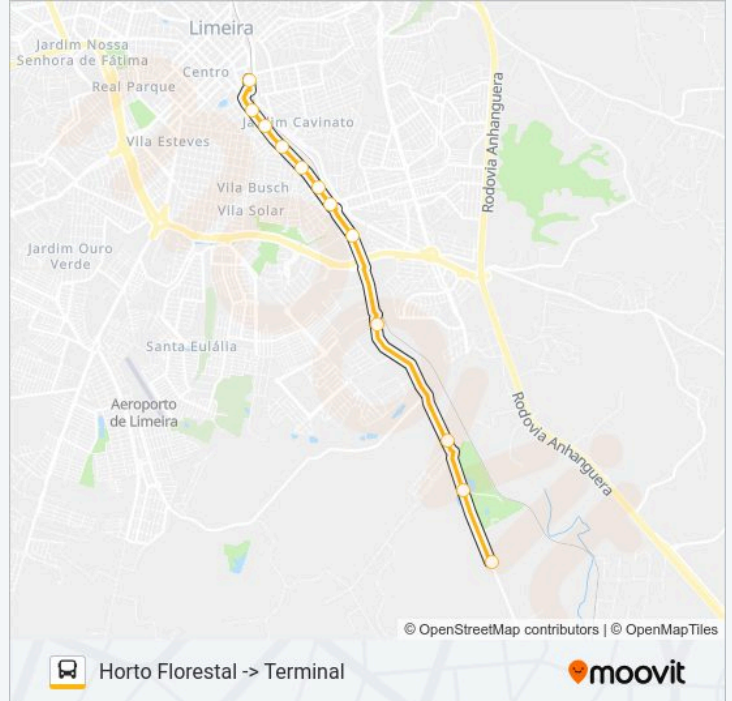 Limeira
Jardim Nossa
Senhora de Fátima
Centro
Real Parque
Jardim Cavinato
Vila Esteves
Rodovia Anhanguera
Vila Busch
Vila Solar
Jardim Ouro
Verde
Santa Eulália
Aeroporto
de Limeira
Rodovia Anhanguera
© OpenStreetMap contributors | © OpenMapTiles
Horto Florestal -> Terminal
moovit